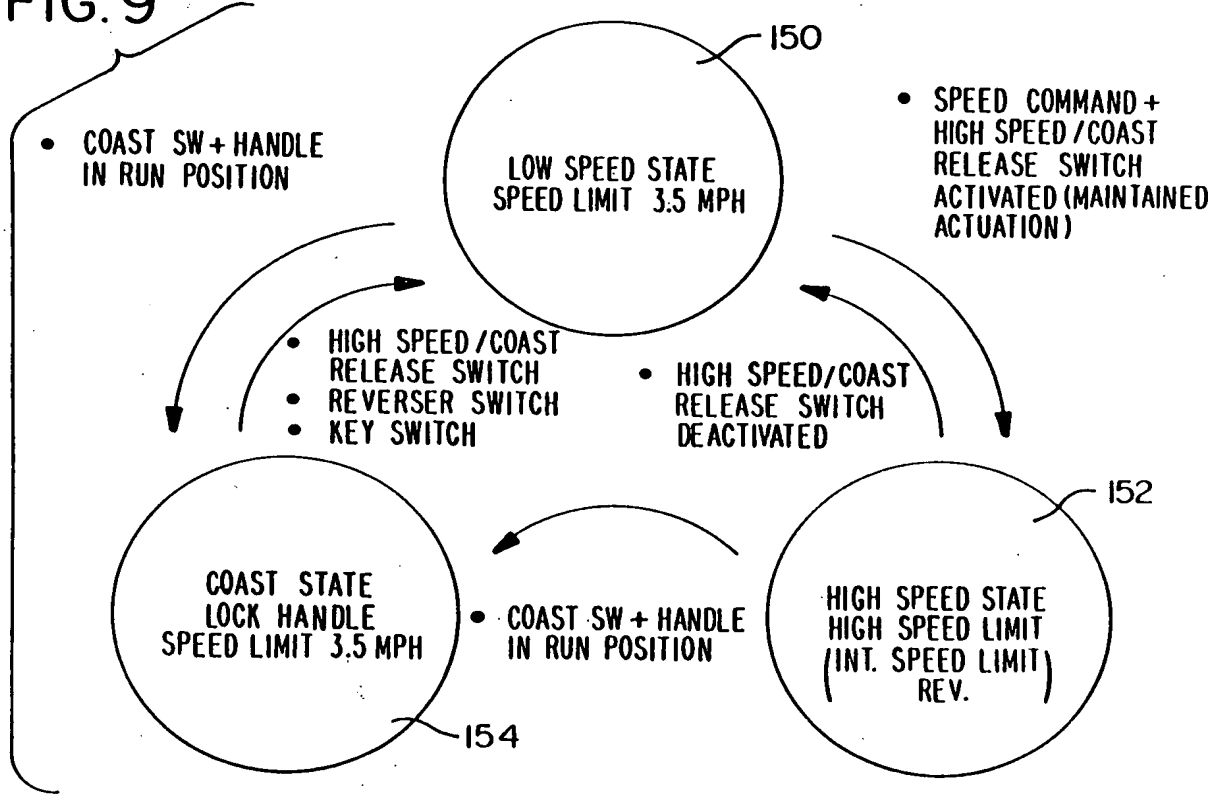 FIG. 9
150
• COAST SW + HANDLE
IN RUN POSITION
LOW SPEED STATE
SPEED LIMIT 3.5 MPH
• SPEED COMMAND +
HIGH SPEED/COAST
RELEASE SWITCH
ACTIVATED (MAINTAINED
ACTUATION)
• HIGH SPEED/COAST
RELEASE SWITCH
• REVERSER SWITCH
• KEY SWITCH
• HIGH SPEED/COAST
RELEASE SWITCH
DEACTIVATED
152
COAST STATE
LOCK HANDLE
SPEED LIMIT 3.5 MPH
• COAST SW + HANDLE
IN RUN POSITION
HIGH SPEED STATE
HIGH SPEED LIMIT
(INT. SPEED LIMIT)
REV.
154